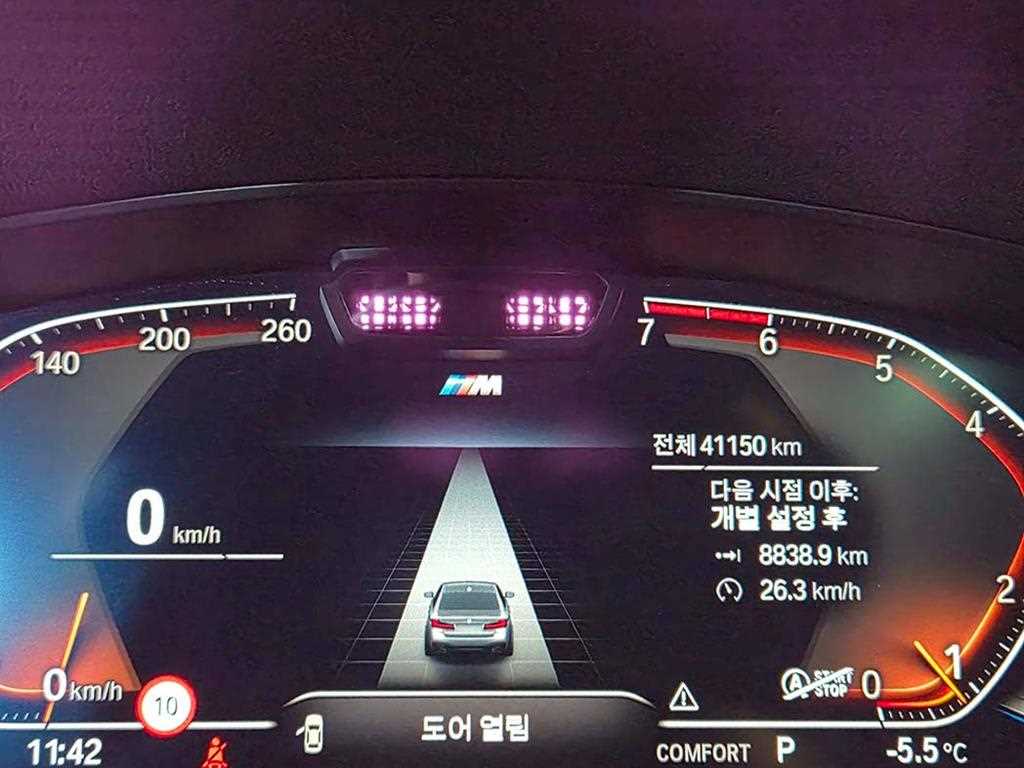 140 200 260
7 6 5 4 2 1 0
M
전체 41150 km
다음 시점 이후:
개별 설정 후
8838.9 km
26.3 km/h
0 km/h
0 km/h
10
A START
STOP
도어 열림
11:42
COMFORT P -5.5 °C